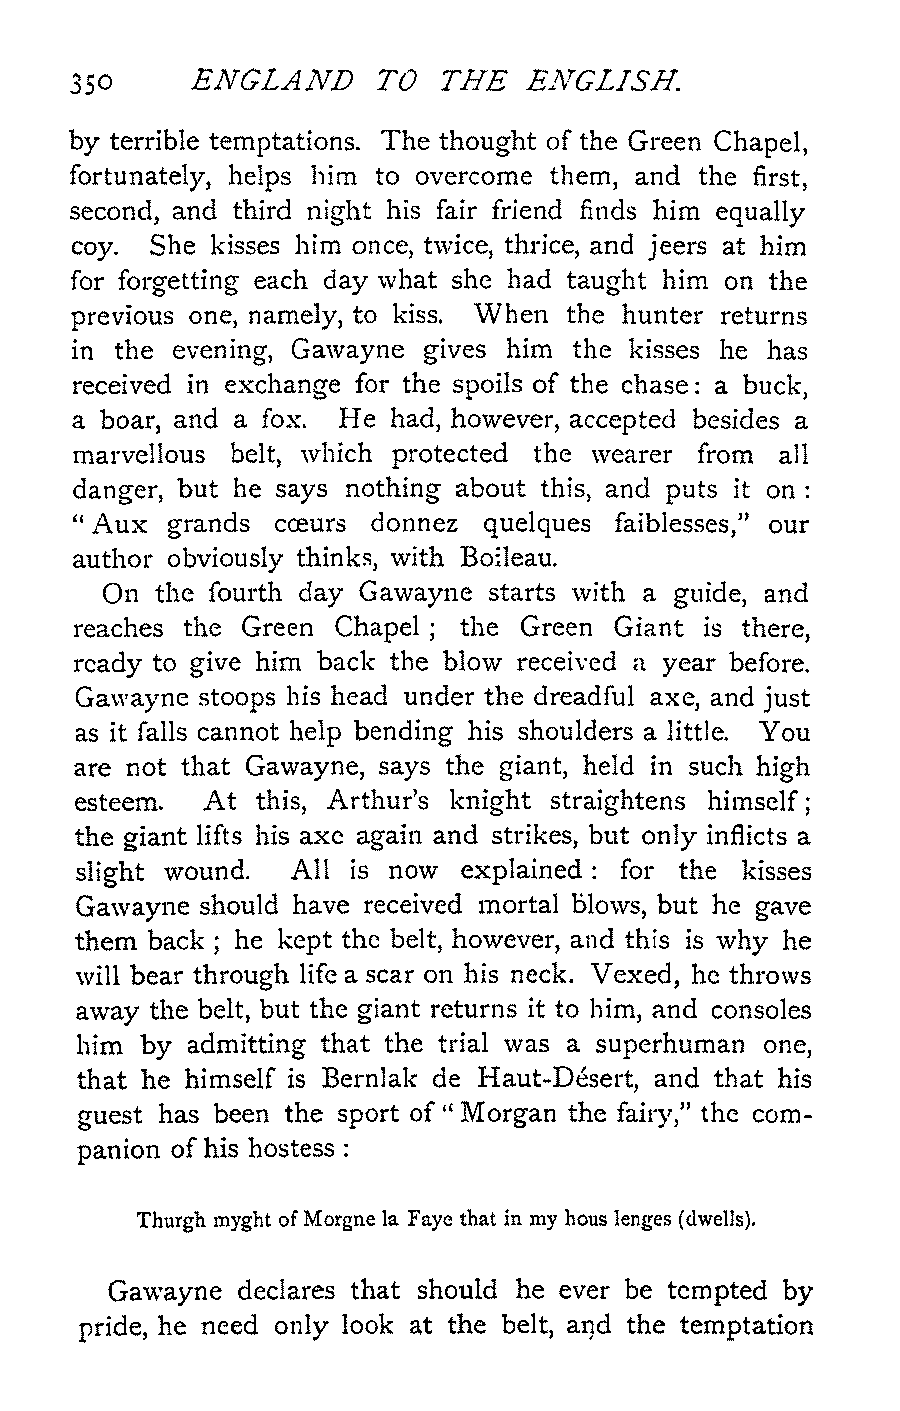 350 ENGLAND TO THE ENGLISH.
by terrible temptations. The thought of the Green Chapel,
fortunately, helps him to overcome them, and the first,
second, and third night his fair friend finds him equally
coy. She kisses him once, twice, thrice, and jeers at him
for forgetting each day what she had taught him on the
previous one, namely, to kiss. When the hunter returns
in the evening, Gawayne gives him the kisses he has
received in exchange for the spoils of the chase: a buck,
a boar, and a fox. He had, however, accepted besides a
marvellous belt, which protected the wearer from all
danger, but he says nothing about this, and puts it on :
“ Aux grands cœurs donnez quelques faiblesses,” our
author obviously thinks, with Boileau.
On the fourth day Gawayne starts with a guide, and
reaches the Green Chapel ; the Green Giant is there,
ready to give him back the blow received a year before.
Gawayne stoops his head under the dreadful axe, and just
as it falls cannot help bending his shoulders a little. You
are not that Gawayne, says the giant, held in such high
esteem. At this, Arthur’s knight straightens himself ;
the giant lifts his axe again and strikes, but only inflicts a
slight wound. All is now explained : for the kisses
Gawayne should have received mortal blows, but he gave
them back ; he kept the belt, however, and this is why he
will bear through life a scar on his neck. Vexed, he throws
away the belt, but the giant returns it to him, and consoles
him by admitting that the trial was a superhuman one,
that he himself is Bernlak de Haut-Désert, and that his
guest has been the sport of “ Morgan the fairy,” the com-
panion of his hostess :
Thurgh myght of Morgne la Faye that in my hous lenges (dwells).
Gawayne declares that should he ever be tempted by
pride, he need only look at the belt, and the temptation